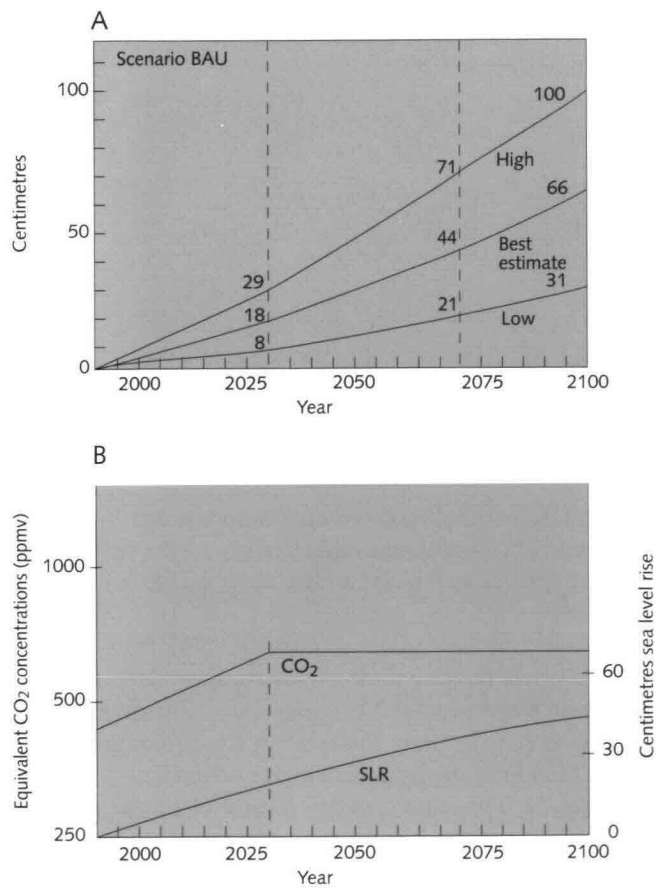 A
Scenario BAU
100
50
0
Centimetres
100
High
71
66
Best
estimate
44
31
29
21
Low
18
8
2000
2025
2050
2075
2100
Year
B
1000
500
250
Equivalent CO2 concentrations (ppmv)
CO2
SLR
60
30
0
Centimetres sea level rise
2000
2025
2050
2075
2100
Year